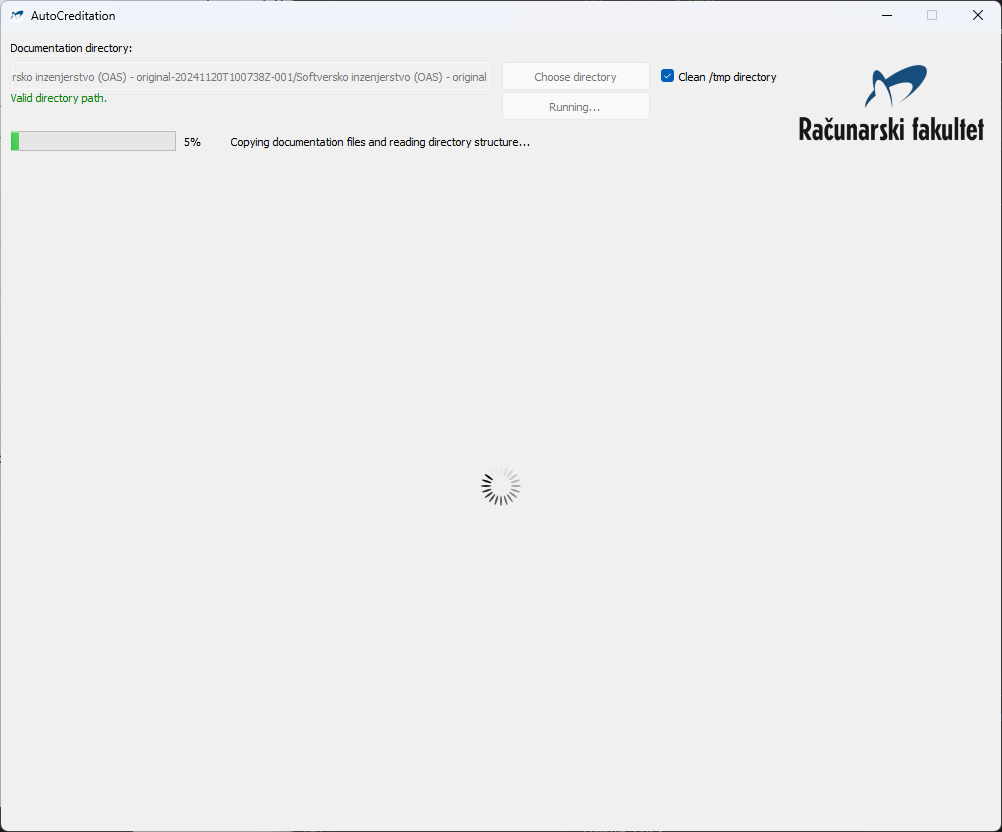 AutoCreditation
Documentation directory:
rsko inzenjerstvo (OAS) - original-20241120T100738Z-001/Softversko inzenjerstvo (OAS) - original
Choose directory
Clean /tmp directory
Valid directory path.
Running...
Računarski fakultet
5%
Copying documentation files and reading directory structure...